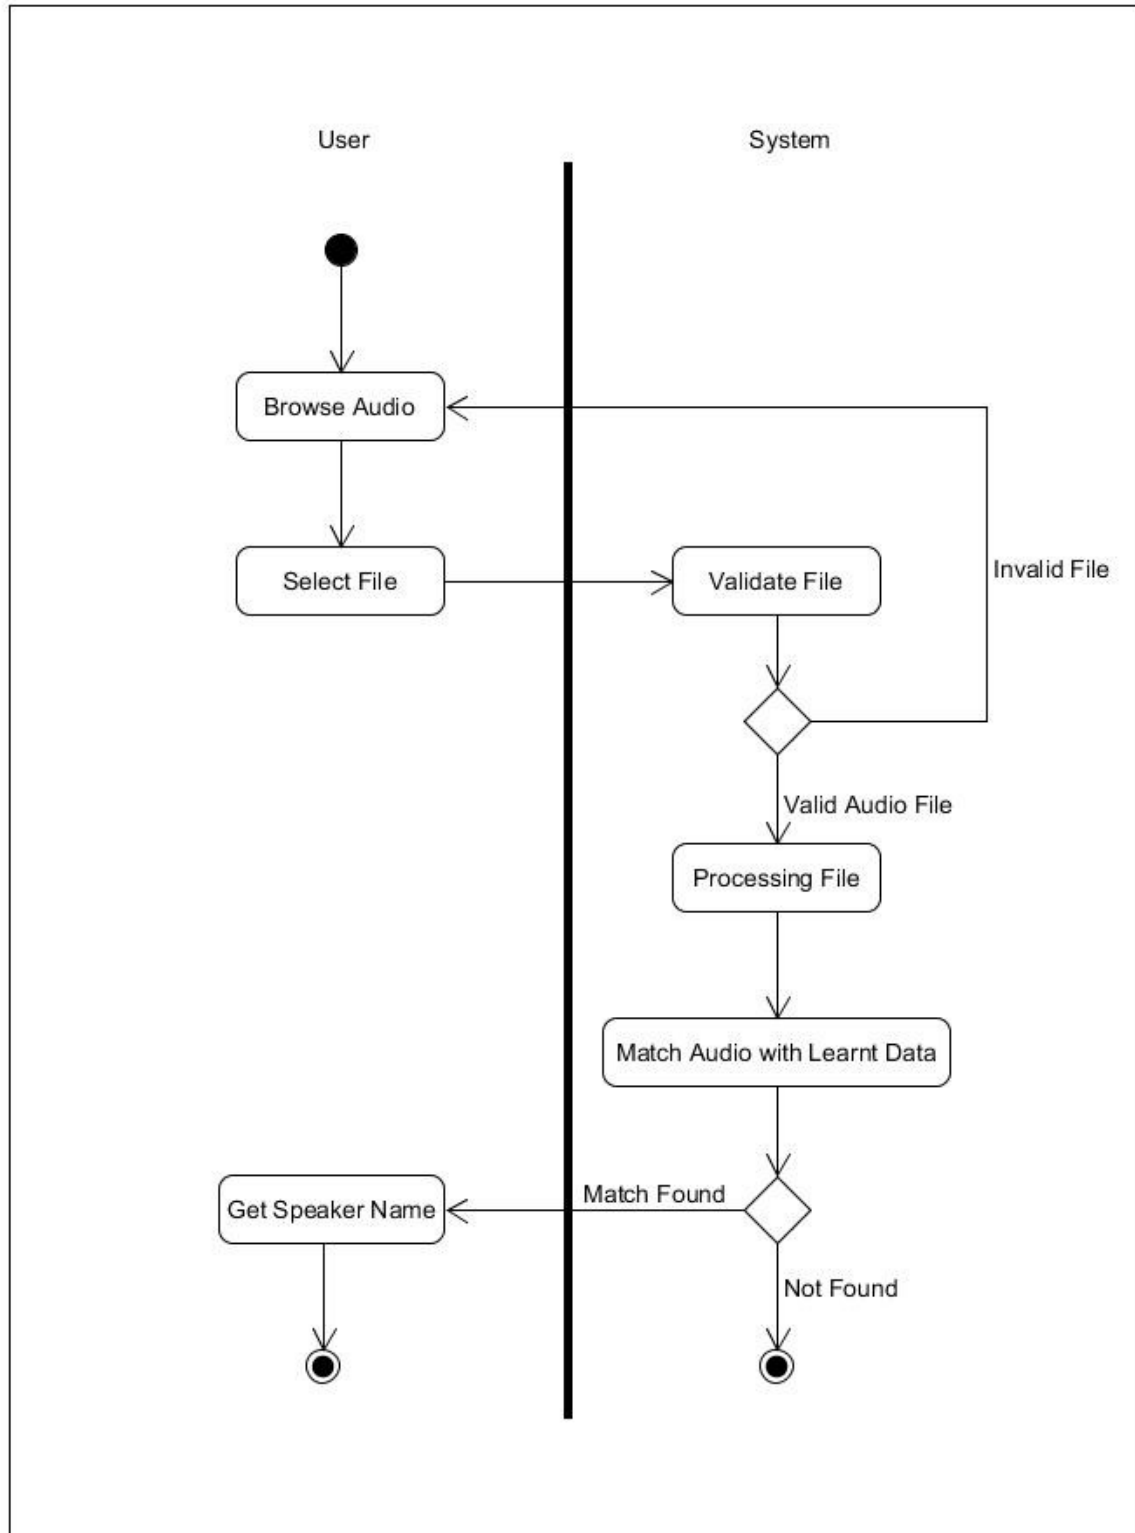 User
System
Browse Audio
Select File
Validate File
Invalid File
Valid Audio File
Processing File
Match Audio with Learnt Data
Match Found
Get Speaker Name
Not Found